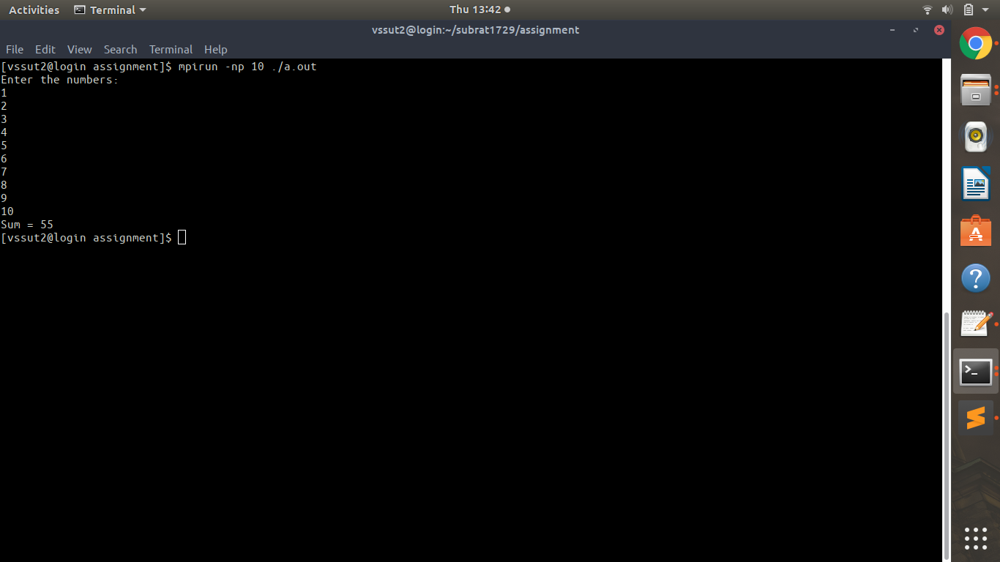 Activities Terminal Thu 13:42
vssut2@login:~/subrat1729/assignment
File Edit View Search Terminal Help
[vssut2@login assignment]$ mpirun -np 10 ./a.out
Enter the numbers:
1
2
3
4
5
6
7
8
9
10
Sum = 55
[vssut2@login assignment]$